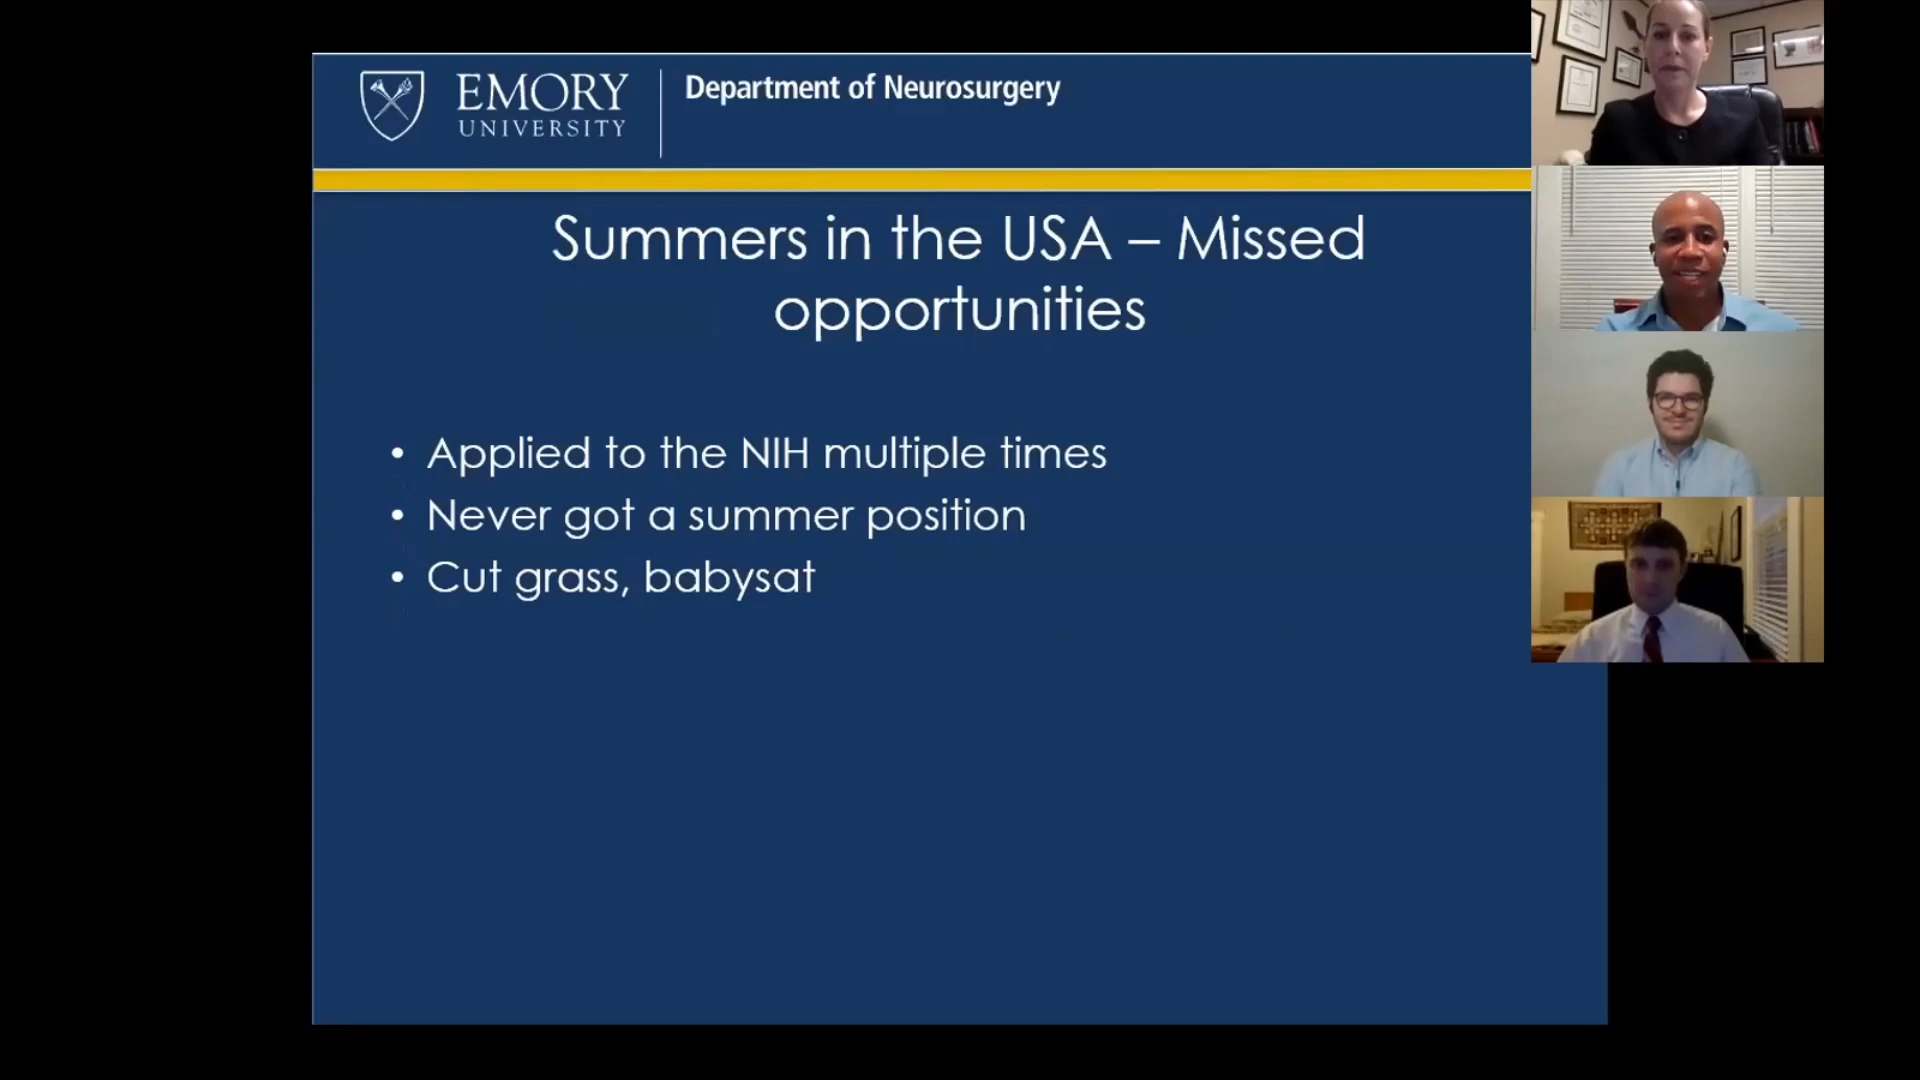 EMORY
UNIVERSITY
Department of Neurosurgery
Summers in the USA – Missed
opportunities
• Applied to the NIH multiple times
• Never got a summer position
• Cut grass, babysat